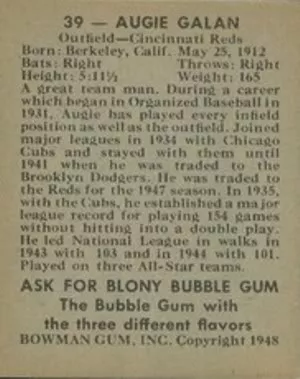 39 — AUGIE GALAN
Outfield—Cincinnati Reds
Born: Berkeley, Calif. May 25, 1912
Bats: Right Throws: Right
Height: 5:11½ Weight: 165
A great team man. During a career
which began in Organized Baseball in
1931, Augie has played every infield
position as well as the outfield. Joined
major leagues in 1934 with Chicago
Cubs and stayed with them until
1941 when he was traded to the
Brooklyn Dodgers. He was traded to
the Reds for the 1947 season. In 1935,
with the Cubs, he established a major
league record for playing 154 games
without hitting into a double play.
He led National League in walks in
1943 with 103 and in 1944 with 101.
Played on three All-Star teams.
ASK FOR BLONY BUBBLE GUM
The Bubble Gum with
the three different flavors
BOWMAN GUM, INC. Copyright 1948